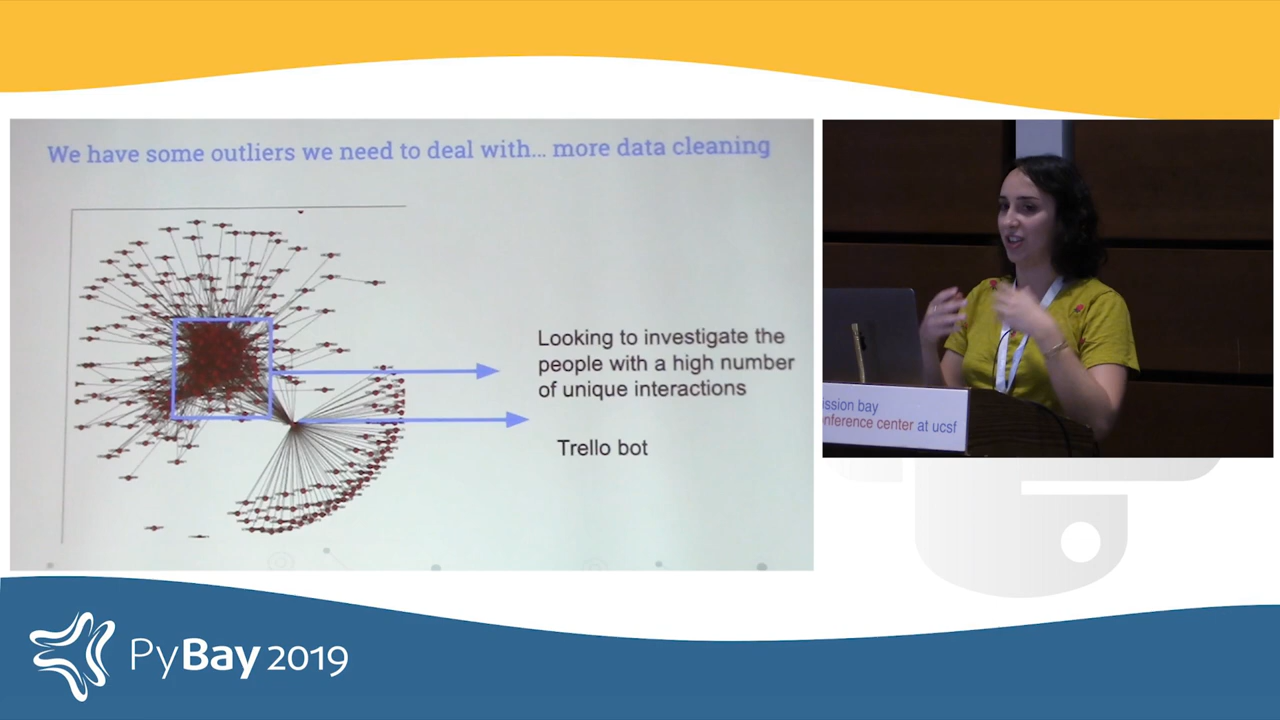 We have some outliers we need to deal with... more data cleaning
Looking to investigate the
people with a high number
of unique interactions
Trello bot
ission bay
nference center at ucsf
PyBay 2019